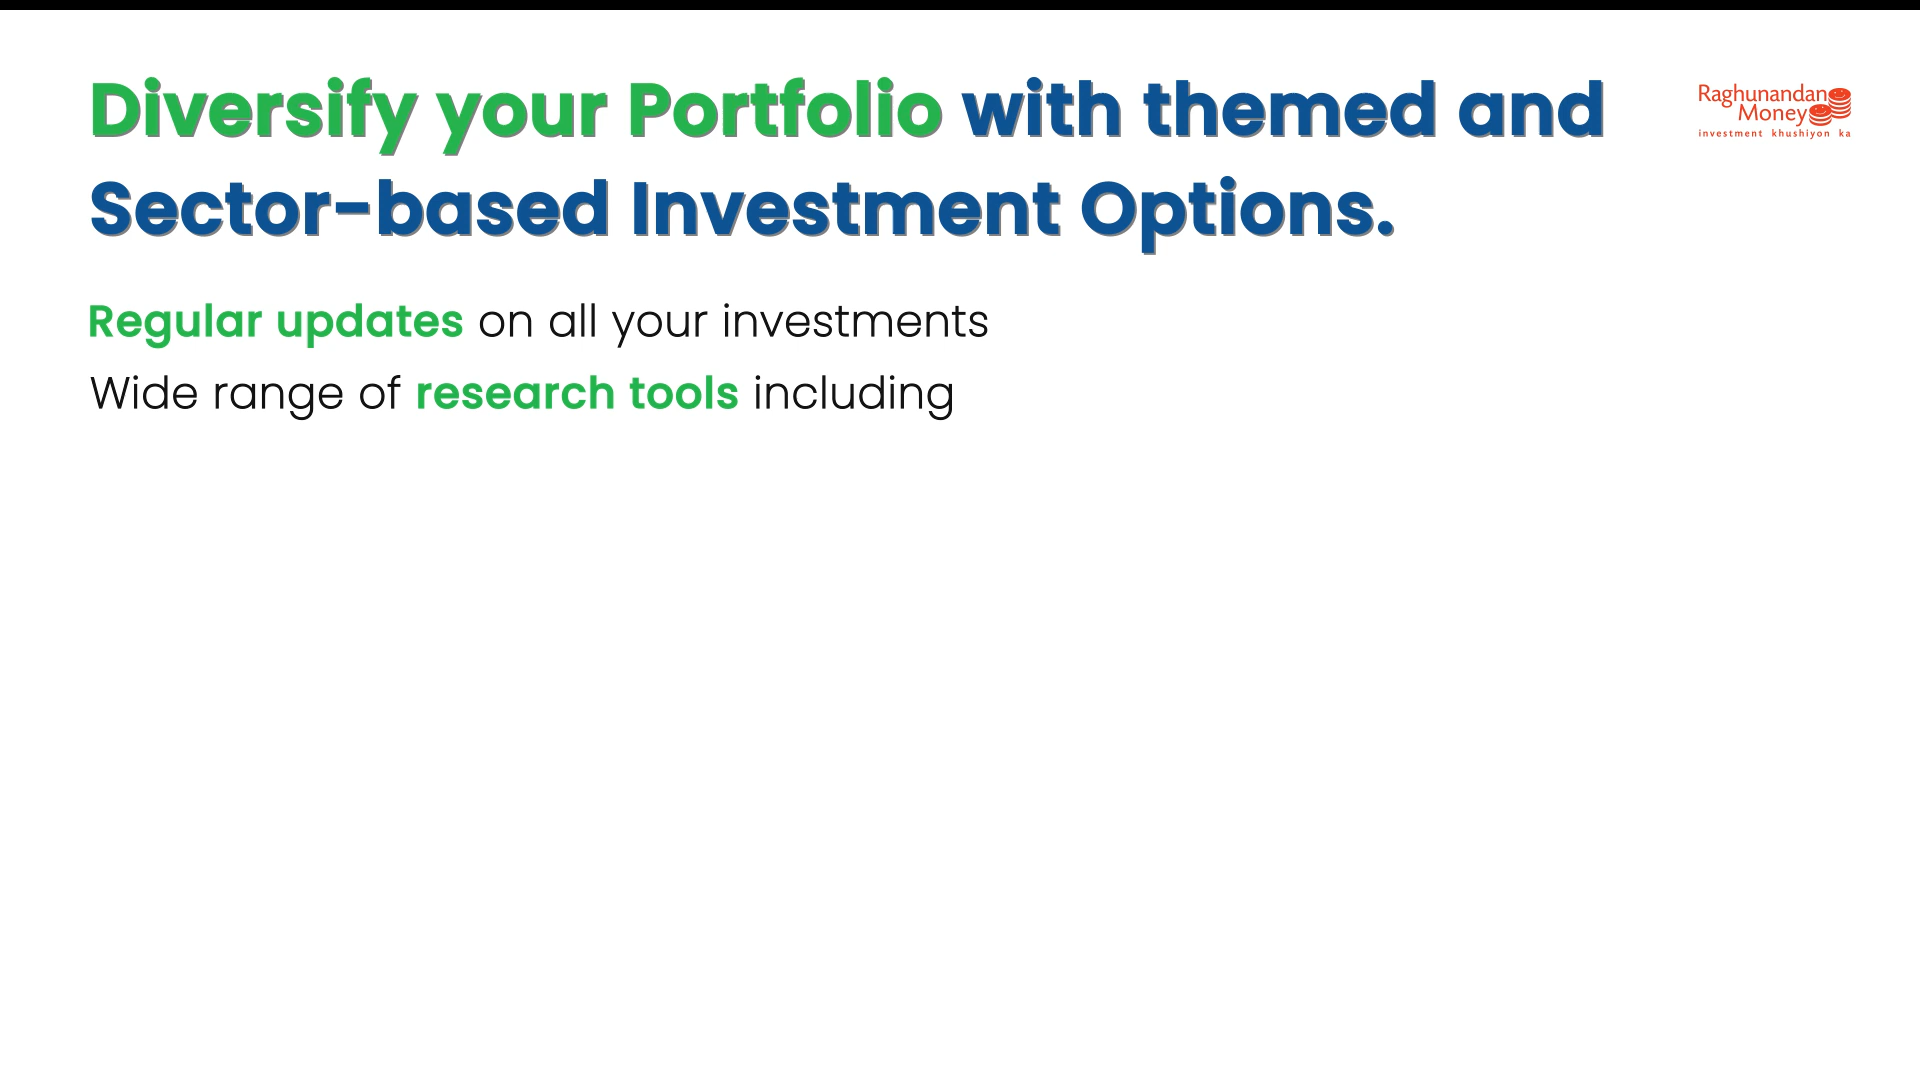 Diversify your Portfolio with themed and
Sector-based Investment Options.
Raghunandan
Money
investment khushiyon ka
Regular updates on all your investments
Wide range of research tools including